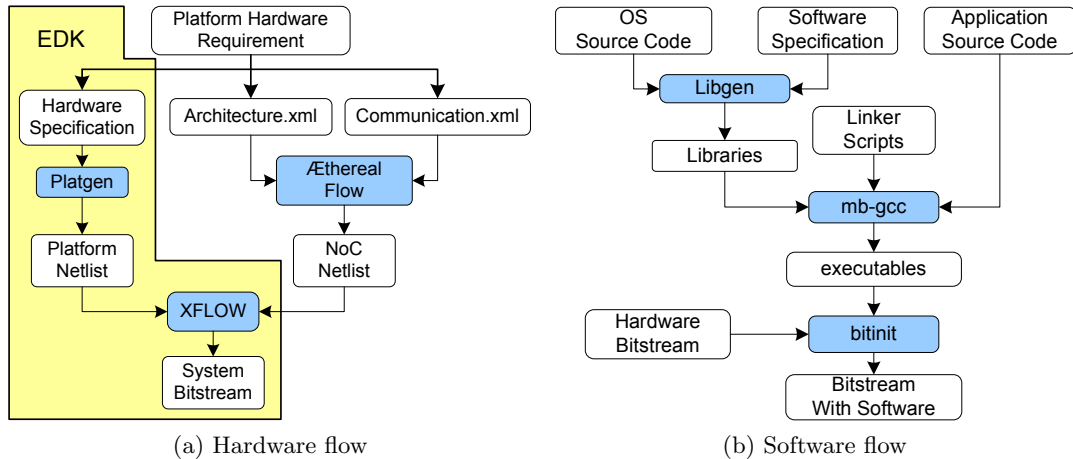 EDK
Platform Hardware
Requirement
Hardware
Specification
Architecture.xml
Communication.xml
Platgen
Æthereal
Flow
Platform
Netlist
NoC
Netlist
XFLOW
System
Bitstream
(a) Hardware flow
OS
Source Code
Software
Specification
Application
Source Code
Libgen
Libraries
Linker
Scripts
mb-gcc
executables
Hardware
Bitstream
bitinit
Bitstream
With Software
(b) Software flow